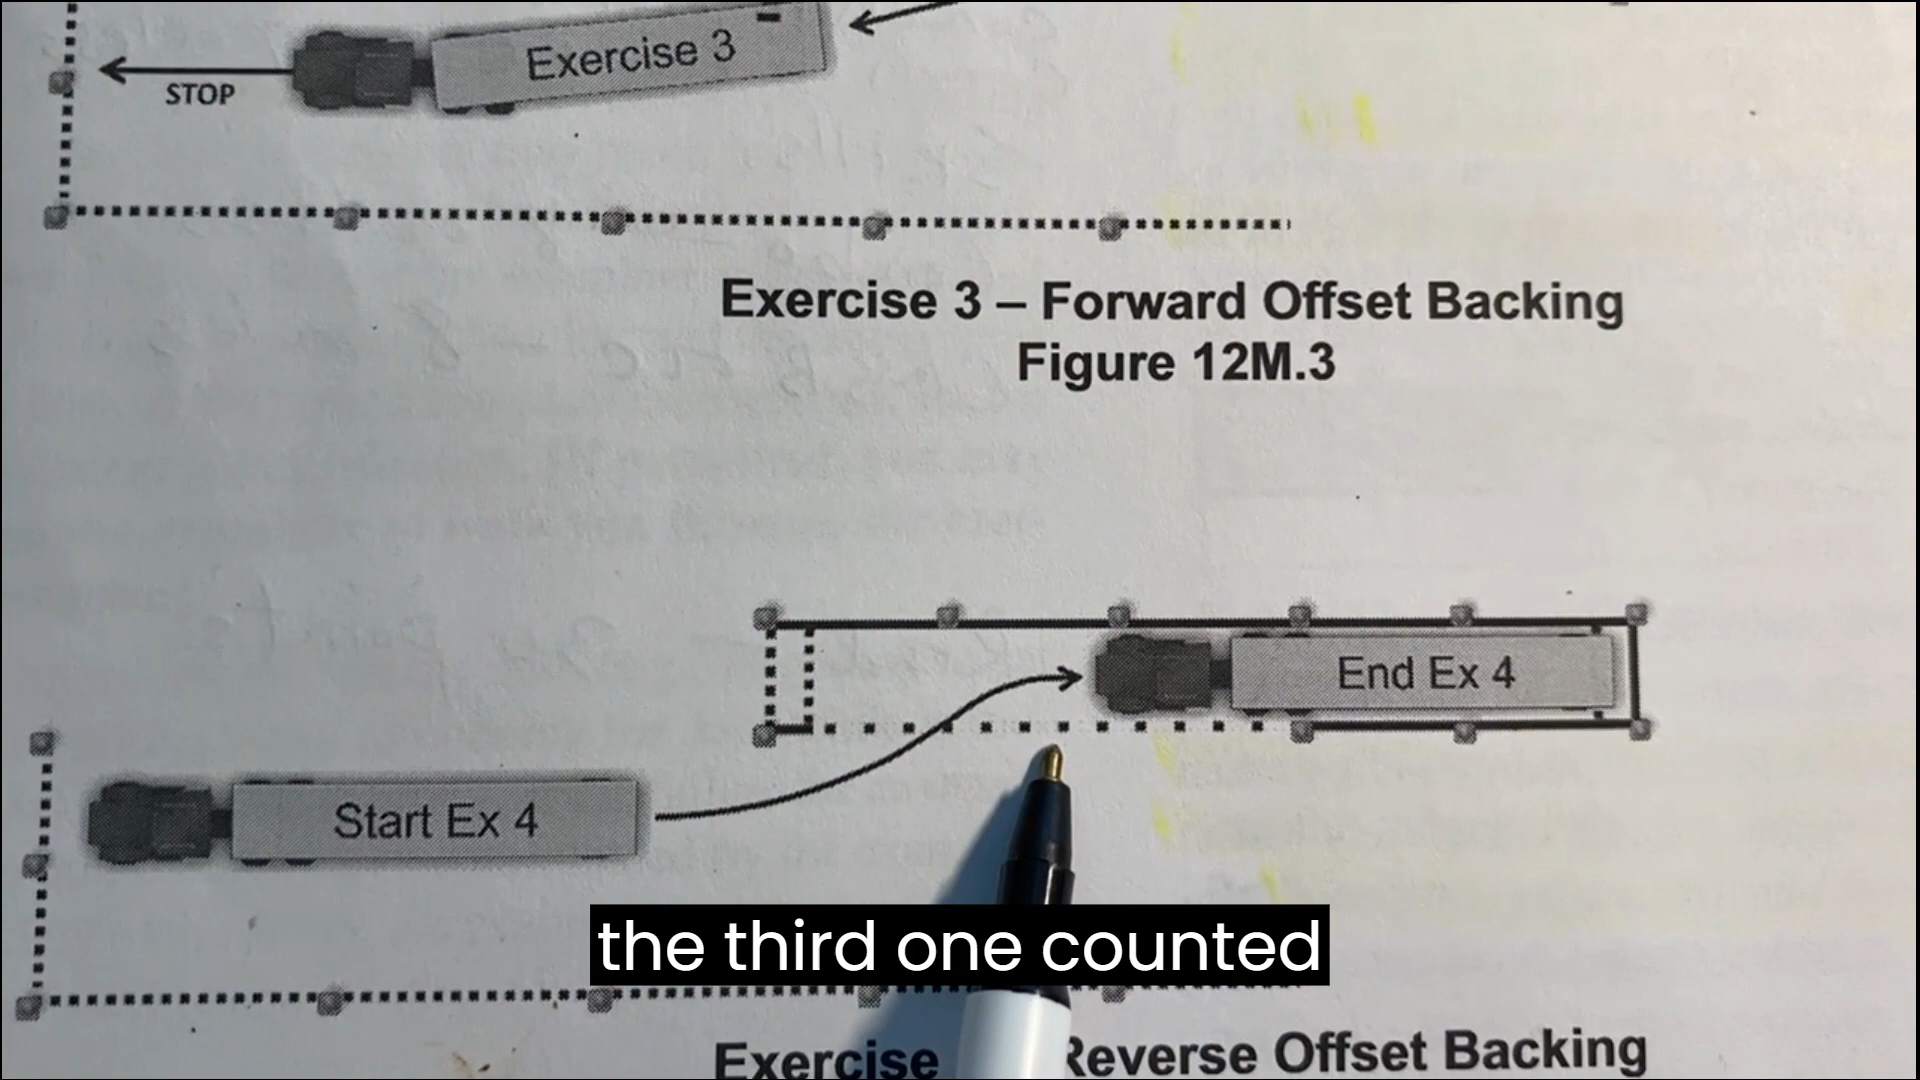 Exercise 3
STOP
Exercise 3 – Forward Offset Backing
Figure 12M.3
End Ex 4
Start Ex 4
the third one counted
Exercise
Reverse Offset Backing